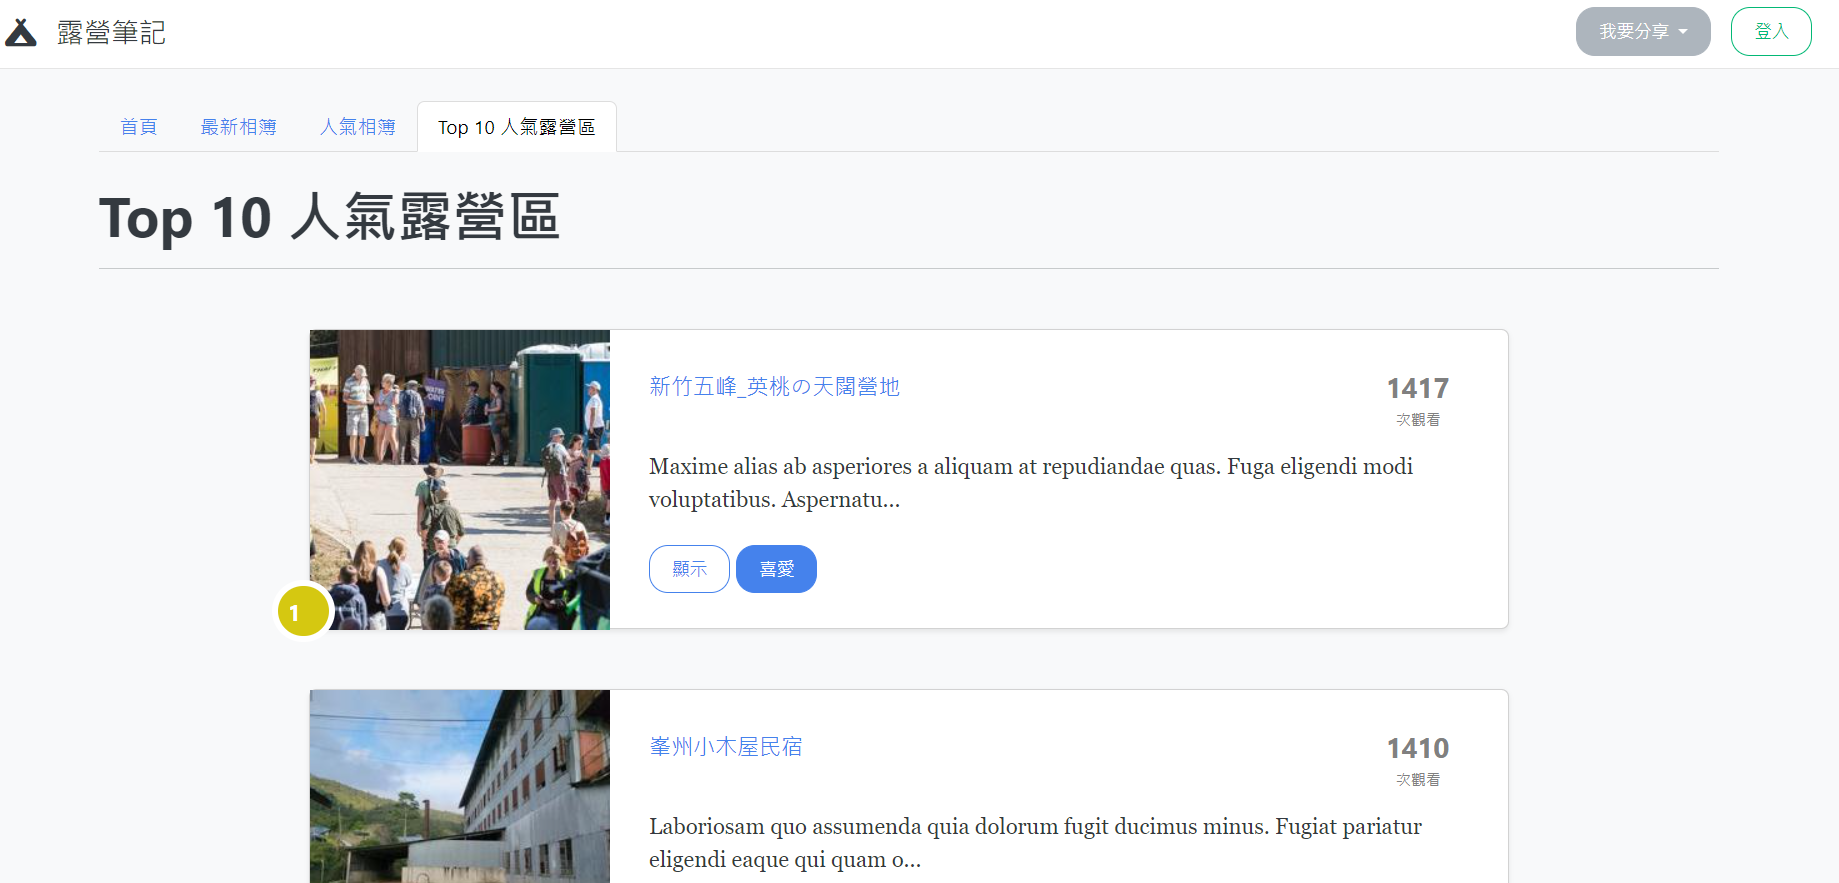 露營筆記
我要分享
登入
首頁 最新相簿 人氣相簿 Top 10 人氣露營區
Top 10 人氣露營區
新竹五峰_英桃の天闊營地
1417
次觀看
Maxime alias ab asperiores a aliquam at repudiandae quas. Fuga eligendi modi
voluptatibus. Aspernatu...
顯示 喜愛
1
WATER
POINT
峯州小木屋民宿
1410
次觀看
Laboriosam quo assumenda quia dolorum fugit ducimus minus. Fugiat pariatur
eligendi eaque qui quam o...